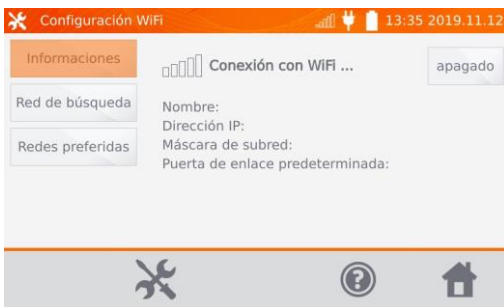 Configuración WiFi
13:35 2019.11.12
Informaciones
Conexión con WiFi ...
apagado
Red de búsqueda
Nombre:
Dirección IP:
Redes preferidas
Máscara de subred:
Puerta de enlace predeterminada: